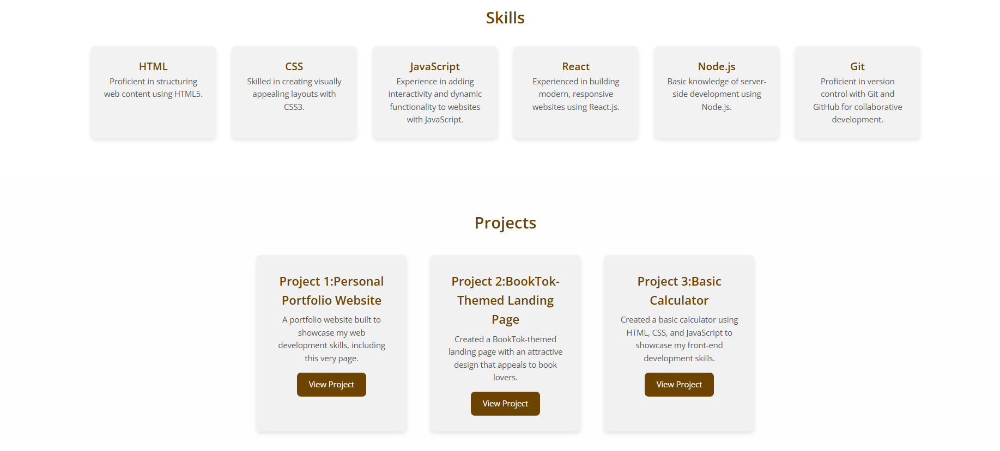 Skills
HTML
Proficient in structuring
web content using HTML5.
CSS
Skilled in creating visually
appealing layouts with
CSS3.
JavaScript
Experience in adding
interactivity and dynamic
functionality to websites
with JavaScript.
React
Experienced in building
modern, responsive
websites using React.js.
Node.js
Basic knowledge of server-
side development using
Node.js.
Git
Proficient in version
control with Git and
GitHub for collaborative
development.
Projects
Project 1:Personal
Portfolio Website
A portfolio website built to
showcase my web
development skills, including
this very page.
View Project
Project 2:BookTok-
Themed Landing
Page
Created a BookTok-themed
landing page with an attractive
design that appeals to book
lovers.
View Project
Project 3:Basic
Calculator
Created a basic calculator using
HTML, CSS, and JavaScript to
showcase my front-end
development skills.
View Project